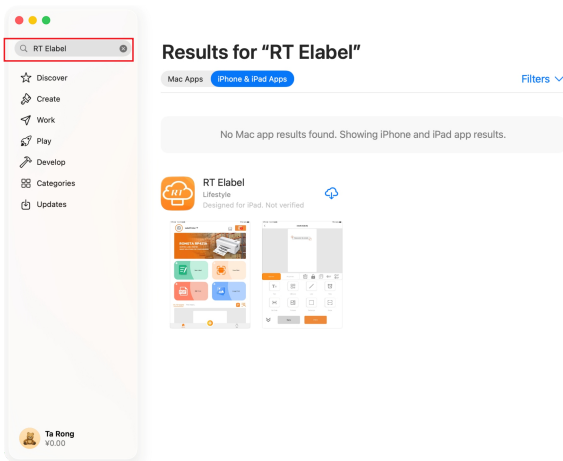 RT Elabel
Discover
Create
Work
Play
Develop
Categories
Updates
Ta Rong
¥0.00
Results for “RT Elabel”
Mac Apps
iPhone & iPad Apps
Filters
No Mac app results found. Showing iPhone and iPad app results.
RT
RT Elabel
Lifestyle
Designed for iPad. Not verified